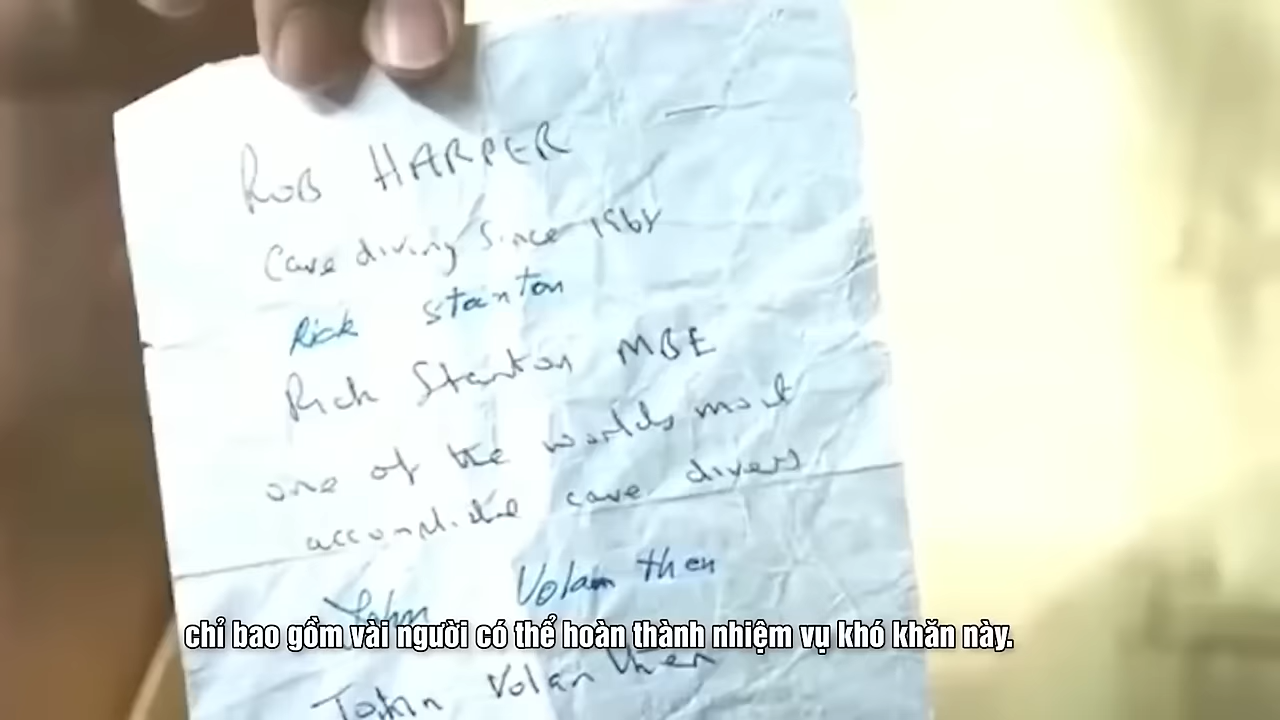 ROB HARPER
Cave diving since 1968
Rick Stanton
Rick Stanton MBE
one of the worlds most
accomplished cave divers
John Volanthen
chỉ bao gồm vài người có thể hoàn thành nhiệm vụ khó khăn này.
John Volanthen